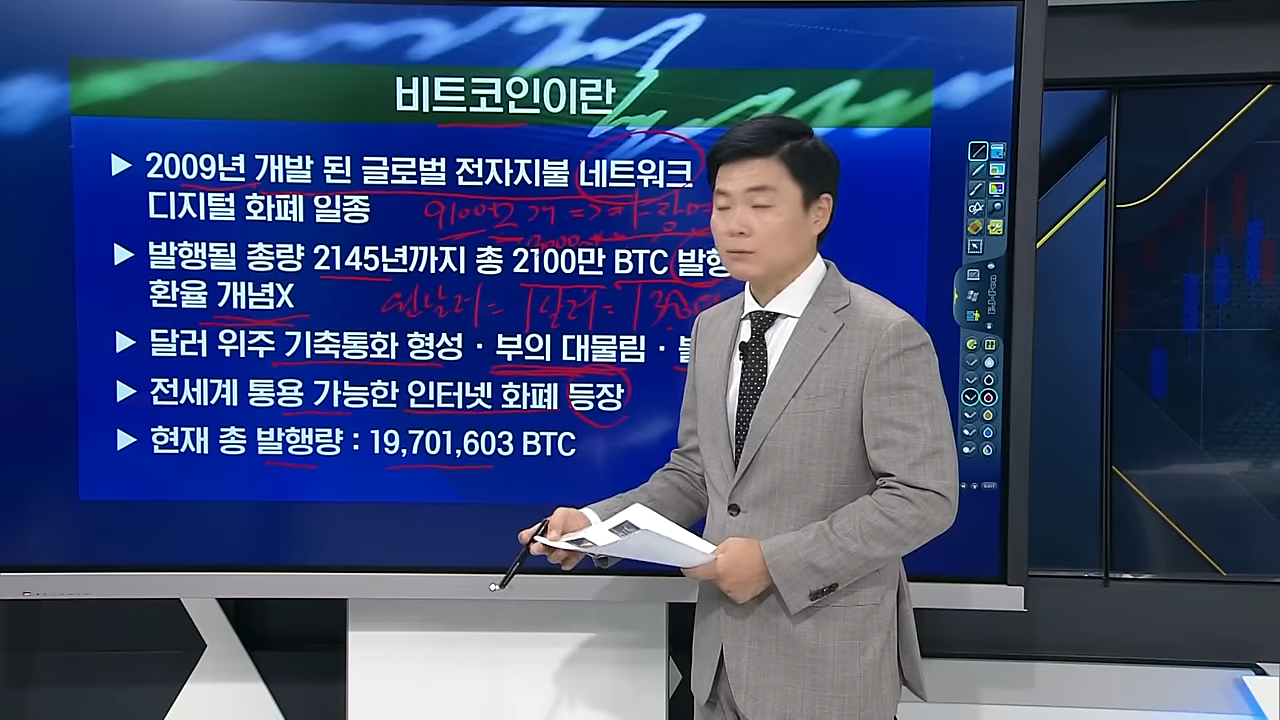 비트코인이란
▶ 2009년 개발 된 글로벌 전자지불 네트워크
디지털 화폐 일종
▶ 발행될 총량 2145년까지 총 2100만 BTC 발행
환율 개념X
▶ 달러 위주 기축통화 형성 · 부의 대물림 ·
▶ 전세계 통용 가능한 인터넷 화폐 등장
▶ 현재 총 발행량 : 19,701,603 BTC